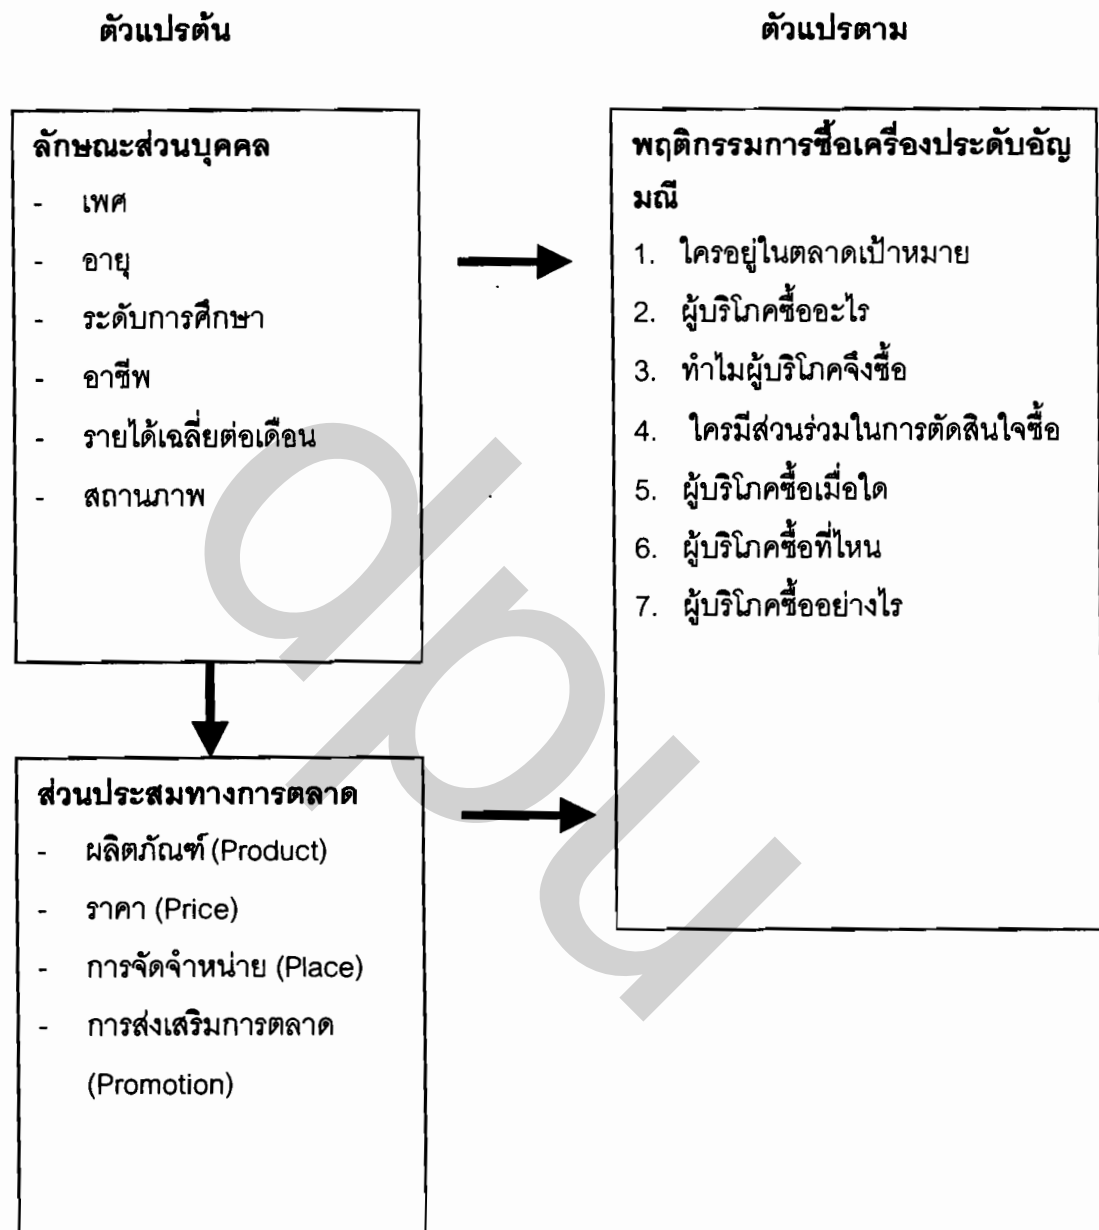 ตัวแปรต้น
ตัวแปรตาม
ลักษณะส่วนบุคคล
- เพศ
- อายุ
- ระดับการศึกษา
- อาชีพ
- รายได้เฉลี่ยต่อเดือน
- สถานภาพ
ส่วนประสมทางการตลาด
- ผลิตภัณฑ์ (Product)
- ราคา (Price)
- การจัดจำหน่าย (Place)
- การส่งเสริมการตลาด
(Promotion)
พฤติกรรมการซื้อเครื่องประดับอัญ
มณี
1. ใครอยู่ในตลาดเป้าหมาย
2. ผู้บริโภคซื้ออะไร
3. ทำไมผู้บริโภคจึงซื้อ
4. ใครมีส่วนร่วมในการตัดสินใจซื้อ
5. ผู้บริโภคซื้อเมื่อใด
6. ผู้บริโภคซื้อที่ไหน
7. ผู้บริโภคซื้ออย่างไร
dpu